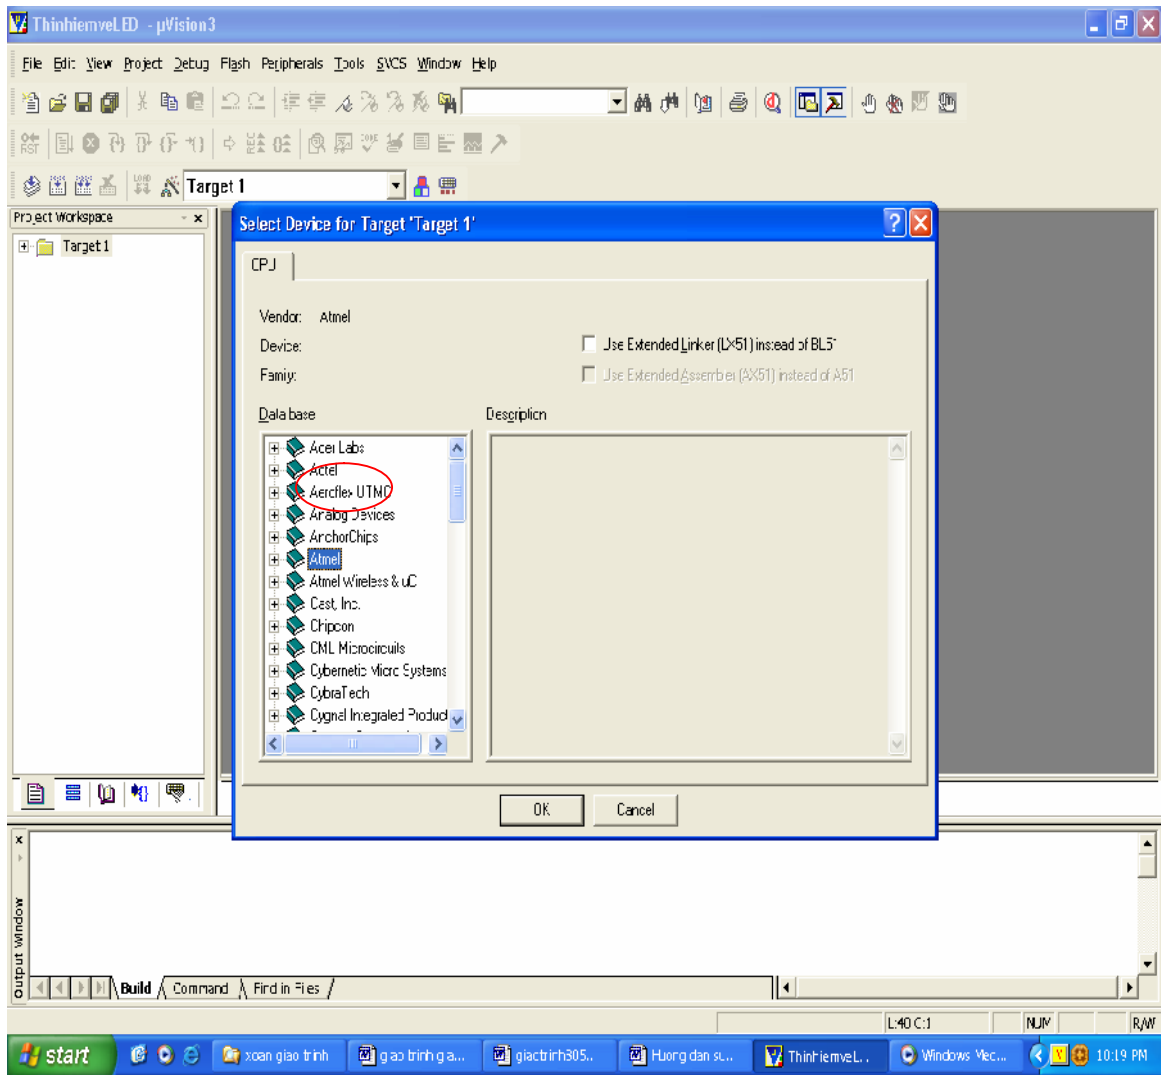 ThinhiemveLED - µVision3
File Edit View Project Debug Flash Peripherals Tools SVCS Window Help
RST
LOAD Target 1
Project Workspace
Target 1
Select Device for Target 'Target 1'
CPU
Vendor: Atmel
Device:
Use Extended Linker (LX51) instead of BL51
Family:
Use Extended Assembler (AX51) instead of A51
Data base
Description
Acer Labs
Actel
Aeroflex UTMC
Analog Devices
AnchorChips
Atmel
Atmel Wireless & uC
Cast, Inc.
Chipcon
CML Microcircuits
Cybernetic Micro Systems
CybraTech
Cygnal Integrated Product
OK Cancel
Output Window
Build Command Find in Files
L:40 C:1 NUM R/W
start xoan giao trinh giao trinh gia... giactrirh305.. Huong dan su... ThinhiemveL... Windows Mec... 10:19 PM